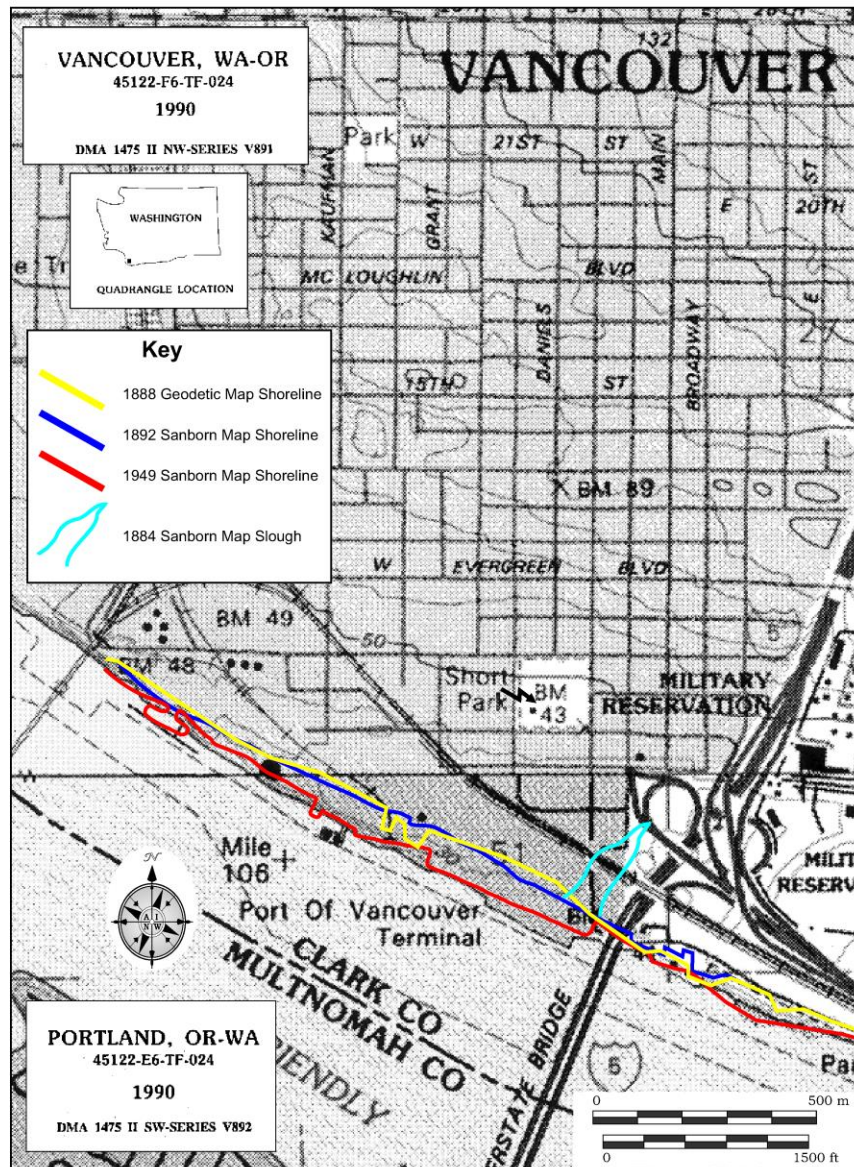 VANCOUVER, WA-OR
45122-F6-TF-024
1990
DMA 1475 II NW-SERIES V891
WASHINGTON
QUADRANGLE LOCATION
Key
1888 Geodetic Map Shoreline
1892 Sanborn Map Shoreline
1949 Sanborn Map Shoreline
1884 Sanborn Map Slough
132
VANCOUVER
Park
W 21ST ST
MAIN
E 20TH ST
KAUFMAN
GRANT
MC LOUGHLIN BLVD
DANIELS
BROADWAY
E
27
15TH ST
BM 89
W EVERGREEN BLVD
5
BM 49
50
BM 48
Short
Park
BM
43
MILITARY
RESERVATION
51
Mile
106
Port Of Vancouver
Terminal
CLARK CO
MULTNOMAH CO
N
PORTLAND, OR-WA
45122-E6-TF-024
1990
DMA 1475 II SW-SERIES V892
0 500 m
0 1500 ft